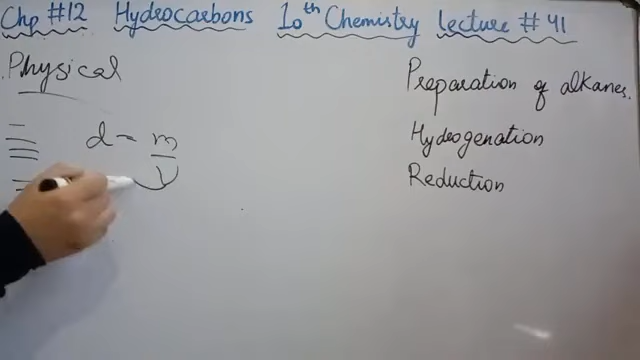 Chp #12 Hydrocarbons 10th Chemistry lecture # 41
Physical
d = m
V
Preparation of alkanes.
Hydrogenation
Reduction